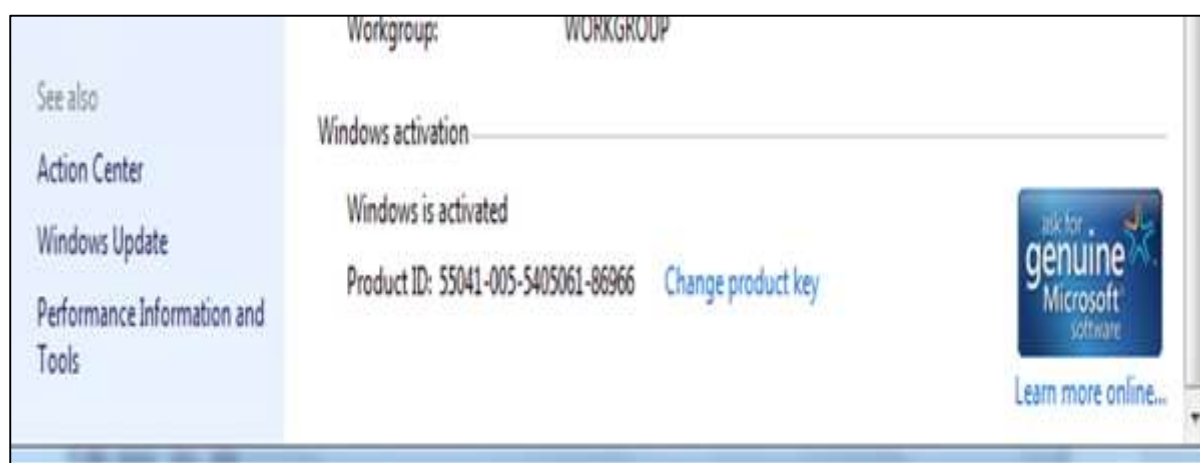 Workgroup: WORKGROUP
See also
Action Center
Windows Update
Performance Information and
Tools
Windows activation
Windows is activated
Product ID: 55041-005-5405061-86966 Change product key
ask for
genuine
Microsoft
software
Learn more online...